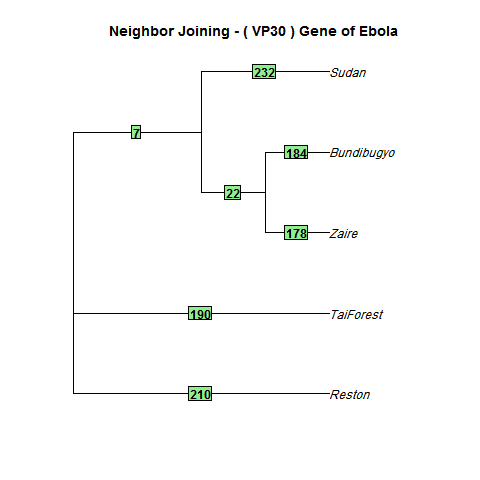 Neighbor Joining - ( VP30 ) Gene of Ebola
232 Sudan
7
184 Bundibugyo
22
178 Zaire
190 TaiForest
210 Reston